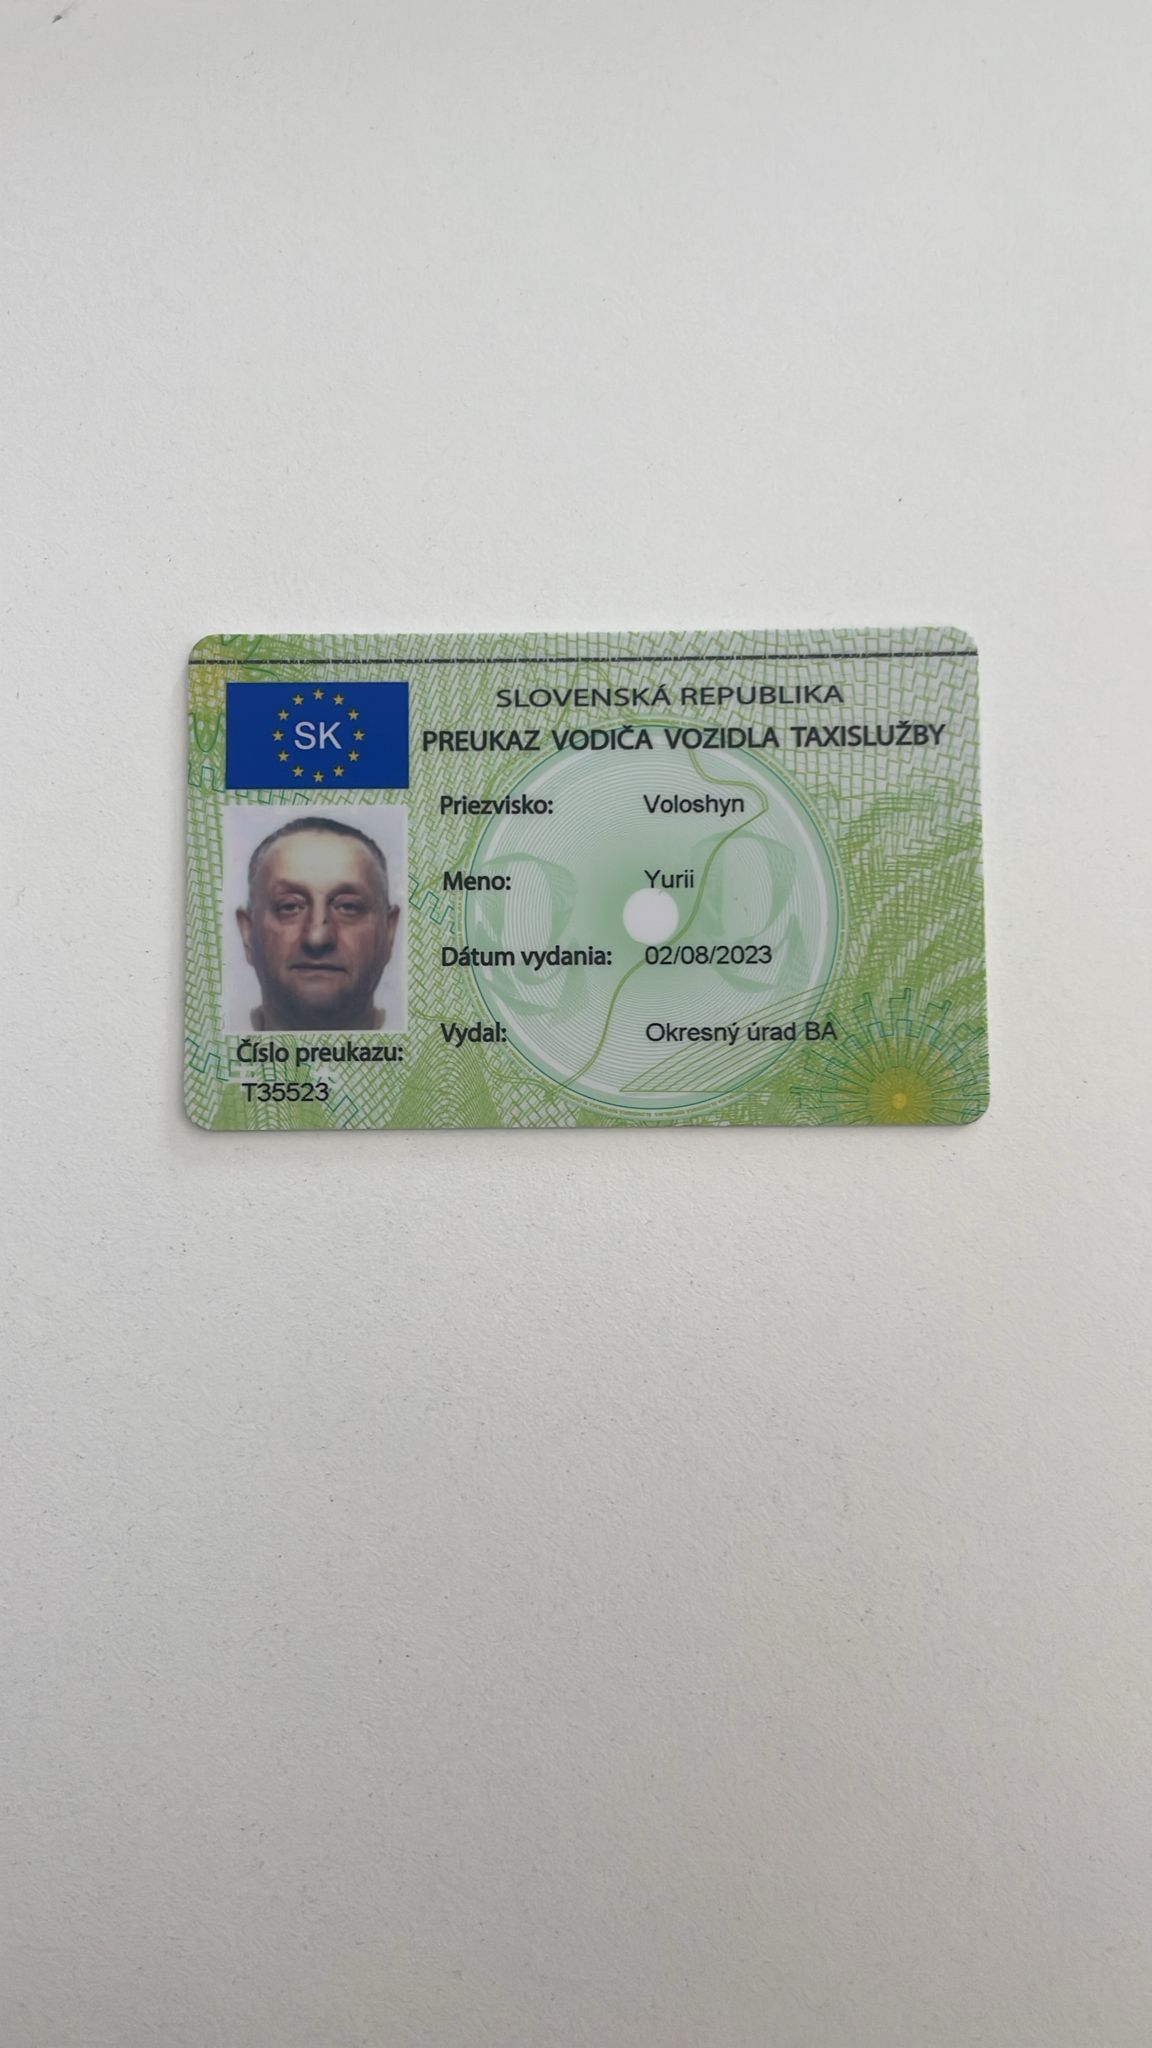 SLOVENSKÁ REPUBLIKA
PREUKAZ VODIČA VOZIDLA TAXISLUŽBY
SK
Priezvisko: Voloshyn
Meno: Yurii
Dátum vydania: 02/08/2023
Vydal: Okresný úrad BA
Číslo preukazu:
T35523